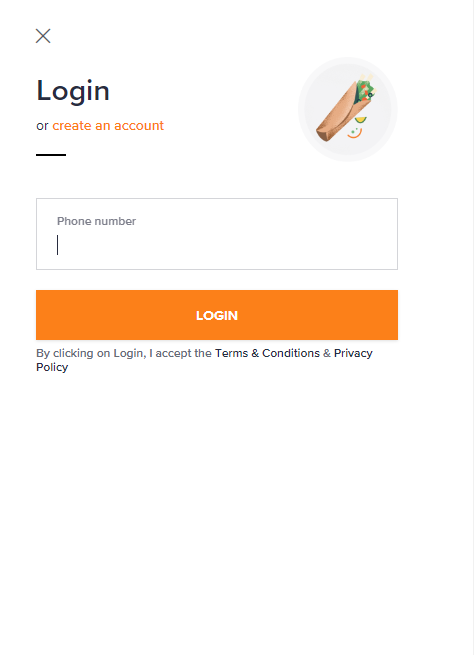 Login
or create an account
Phone number
LOGIN
By clicking on Login, I accept the Terms & Conditions & Privacy
Policy